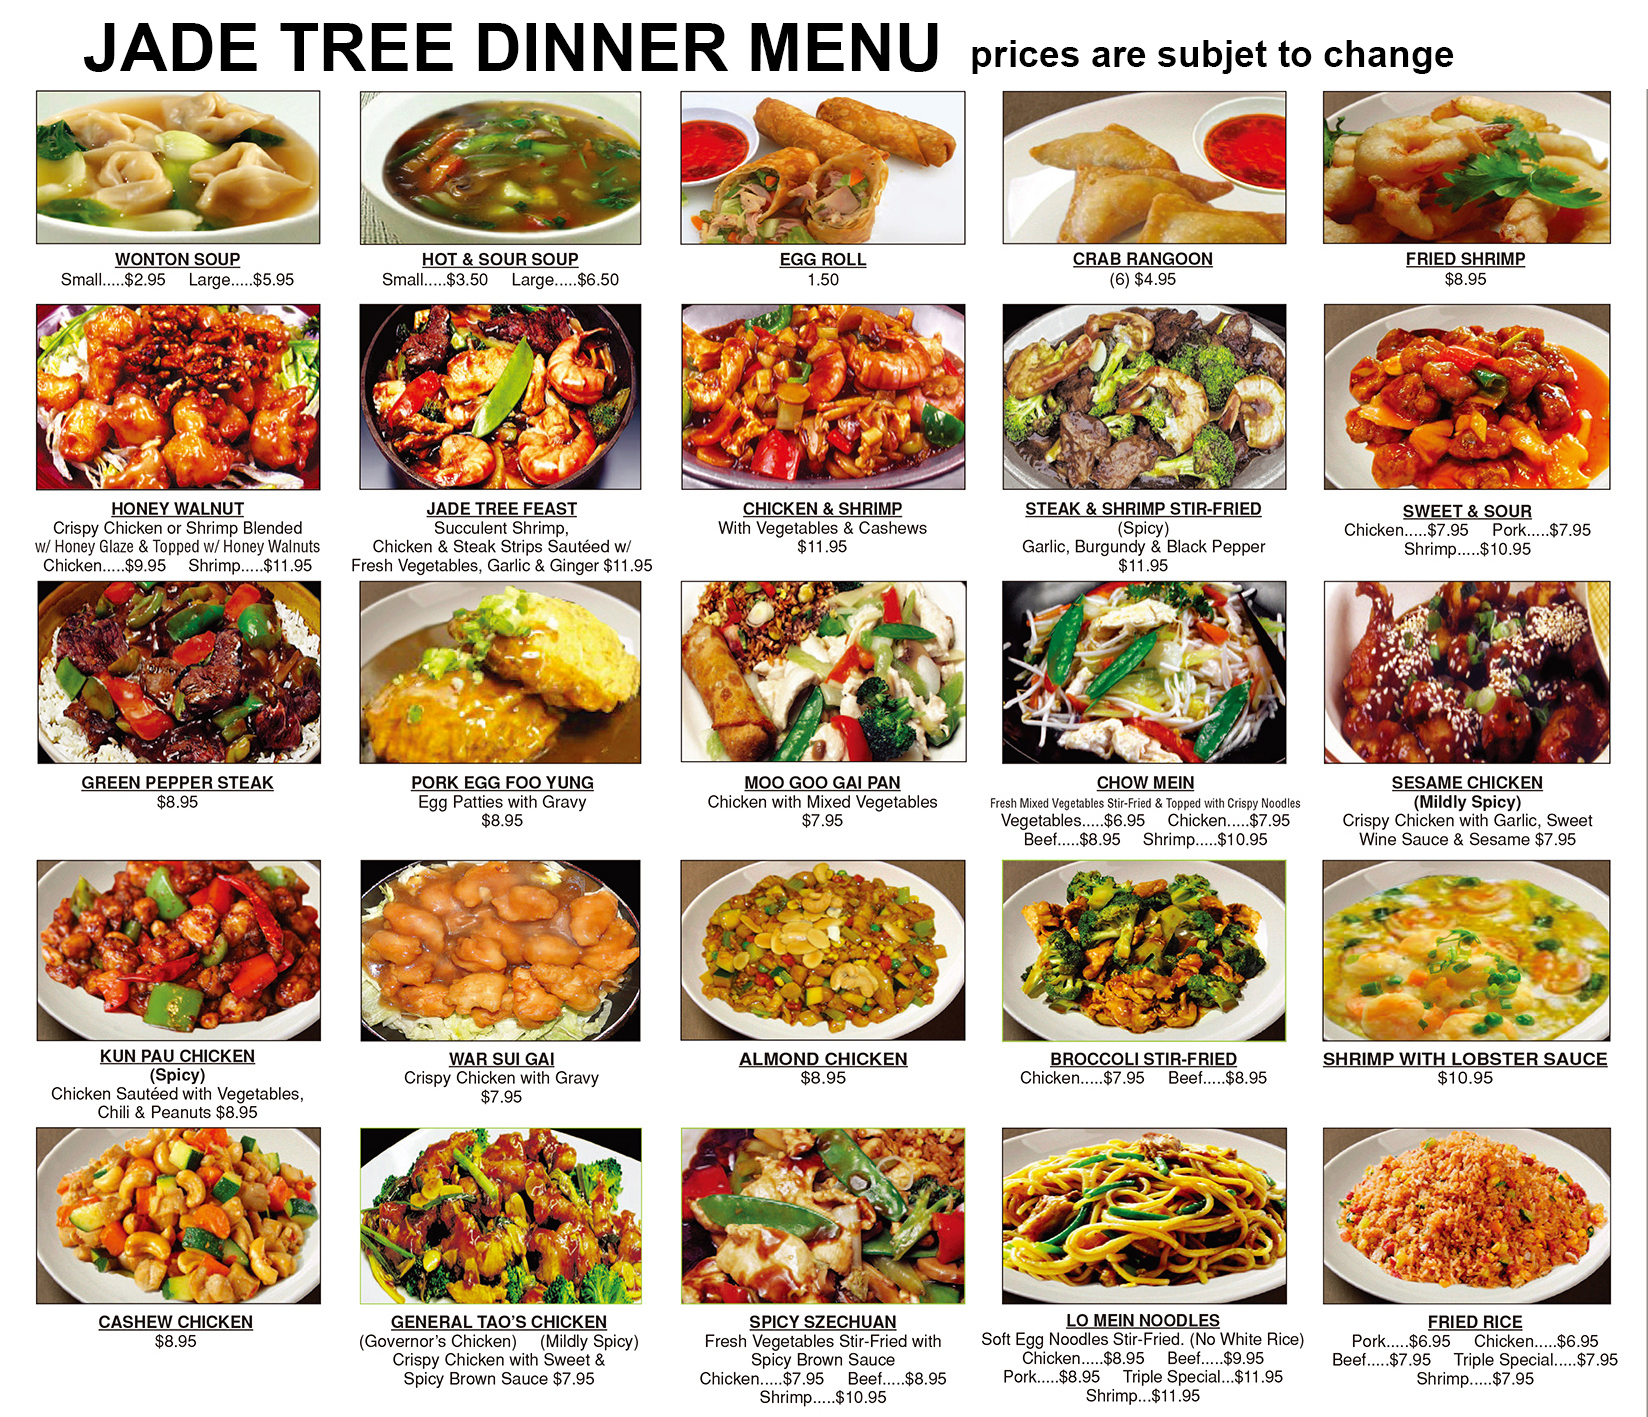 JADE TREE DINNER MENU prices are subjet to change
WONTON SOUP
Small.....$2.95 Large.....$5.95
HOT & SOUR SOUP
Small.....$3.50 Large.....$6.50
EGG ROLL
1.50
CRAB RANGOON
(6) $4.95
FRIED SHRIMP
$8.95
HONEY WALNUT
Crispy Chicken or Shrimp Blended
w/ Honey Glaze & Topped w/ Honey Walnuts
Chicken.....$9.95 Shrimp.....$11.95
JADE TREE FEAST
Succulent Shrimp,
Chicken & Steak Strips Sautéed w/
Fresh Vegetables, Garlic & Ginger $11.95
CHICKEN & SHRIMP
With Vegetables & Cashews
$11.95
STEAK & SHRIMP STIR-FRIED
(Spicy)
Garlic, Burgundy & Black Pepper
$11.95
SWEET & SOUR
Chicken.....$7.95 Pork.....$7.95
Shrimp.....$10.95
GREEN PEPPER STEAK
$8.95
PORK EGG FOO YUNG
Egg Patties with Gravy
$8.95
MOO GOO GAI PAN
Chicken with Mixed Vegetables
$7.95
CHOW MEIN
Fresh Mixed Vegetables Stir-Fried & Topped with Crispy Noodles
Vegetables.....$6.95 Chicken.....$7.95
Beef.....$8.95 Shrimp.....$10.95
SESAME CHICKEN
(Mildly Spicy)
Crispy Chicken with Garlic, Sweet
Wine Sauce & Sesame $7.95
KUN PAU CHICKEN
(Spicy)
Chicken Sautéed with Vegetables,
Chili & Peanuts $8.95
WAR SUI GAI
Crispy Chicken with Gravy
$7.95
ALMOND CHICKEN
$8.95
BROCCOLI STIR-FRIED
Chicken.....$7.95 Beef.....$8.95
SHRIMP WITH LOBSTER SAUCE
$10.95
CASHEW CHICKEN
$8.95
GENERAL TAO'S CHICKEN
(Governor's Chicken) (Mildly Spicy)
Crispy Chicken with Sweet &
Spicy Brown Sauce $7.95
SPICY SZECHUAN
Fresh Vegetables Stir-Fried with
Spicy Brown Sauce
Chicken.....$7.95 Beef.....$8.95
Shrimp.....$10.95
LO MEIN NOODLES
Soft Egg Noodles Stir-Fried. (No White Rice)
Chicken.....$8.95 Beef.....$9.95
Pork.....$8.95 Triple Special...$11.95
Shrimp...$11.95
FRIED RICE
Pork.....$6.95 Chicken.....$6.95
Beef.....$7.95 Triple Special.....$7.95
Shrimp.....$7.95